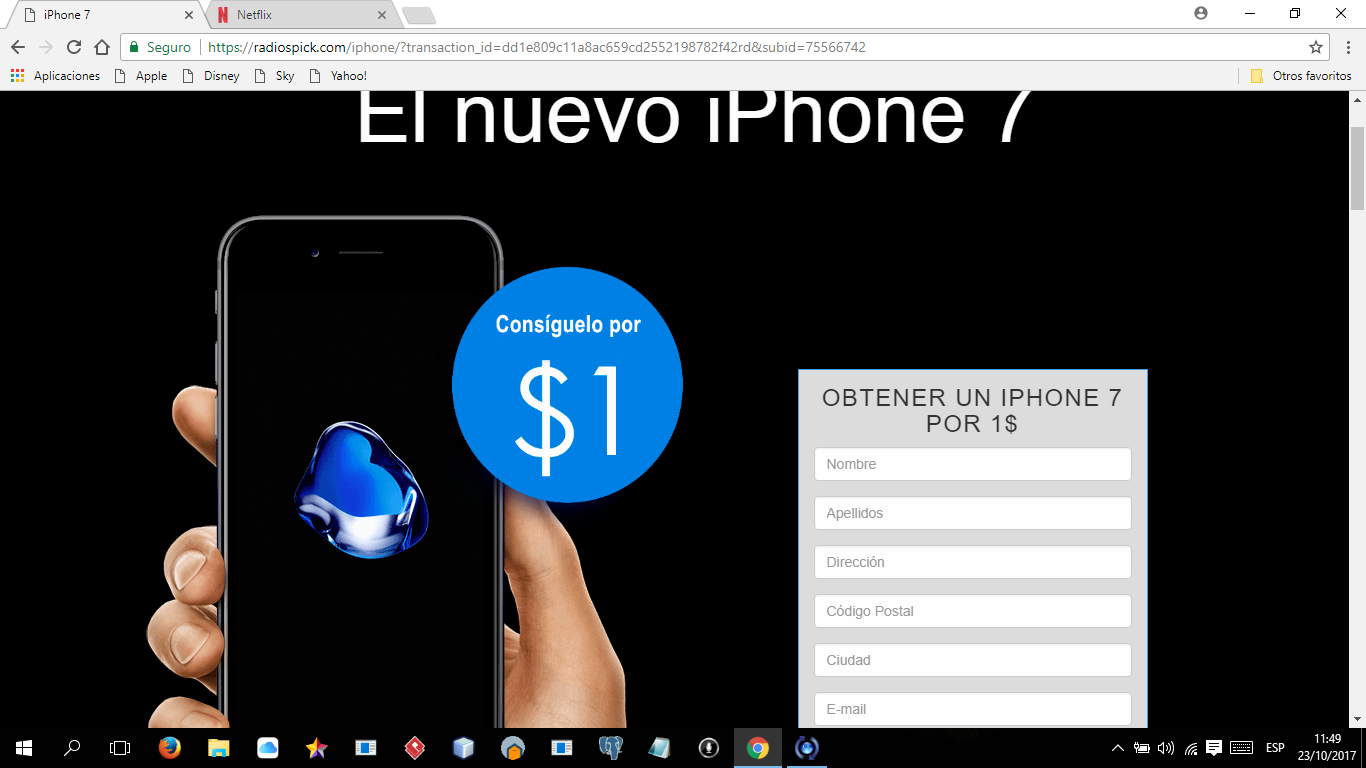 iPhone 7
Netflix
Seguro
https://radiospick.com/iphone/?transaction_id=dd1e809c11a8ac659cd2552198782f42rd&subid=75566742
Aplicaciones
Apple
Disney
Sky
Yahoo!
Otros favoritos
El nuevo iPhone 7
Consíguelo por
$1
OBTENER UN IPHONE 7
POR 1$
Nombre
Apellidos
Dirección
Código Postal
Ciudad
E-mail
ESP
11:49
23/10/2017